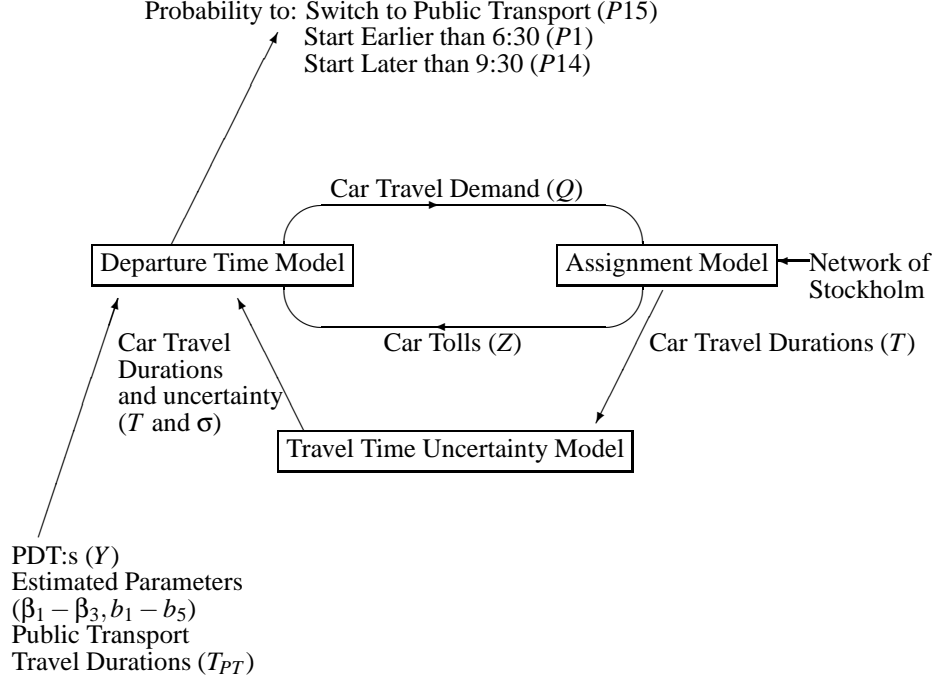 Probability to: Switch to Public Transport (P15)
Start Earlier than 6:30 (P1)
Start Later than 9:30 (P14)
Car Travel Demand (Q)
Departure Time Model
Assignment Model
Network of
Stockholm
Car Tolls (Z)
Car Travel Durations (T)
Car Travel
Durations
and uncertainty
(T and σ)
Travel Time Uncertainty Model
PDT:s (Y)
Estimated Parameters
(β₁ − β₃, b₁ − b₅)
Public Transport
Travel Durations (T_PT)